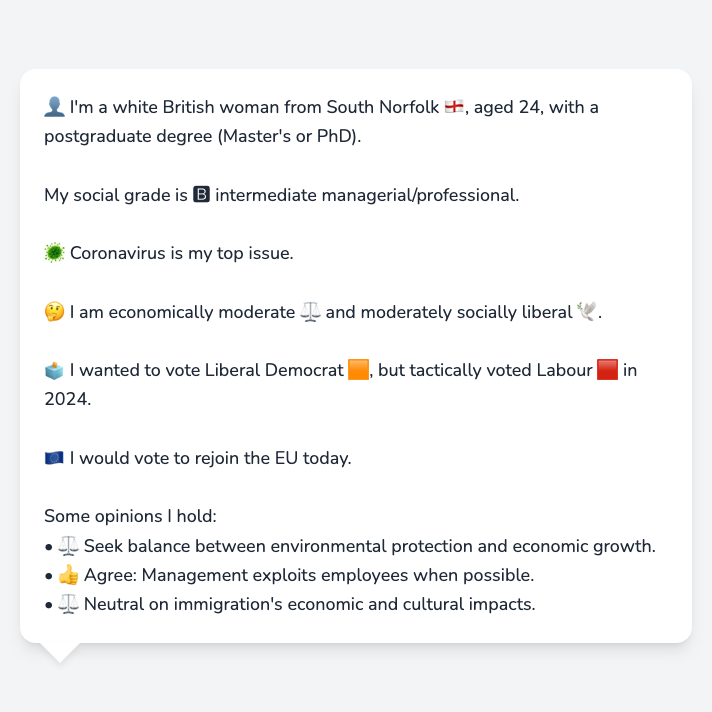 👤 I'm a white British woman from South Norfolk 🏴󠁧󠁢󠁥󠁮󠁧󠁿, aged 24, with a
postgraduate degree (Master's or PhD).
My social grade is 🅱 intermediate managerial/professional.
🦠 Coronavirus is my top issue.
🤔 I am economically moderate ⚖️ and moderately socially liberal 🕊️.
🗳️ I wanted to vote Liberal Democrat 🟧, but tactically voted Labour 🟥 in
2024.
🇪🇺 I would vote to rejoin the EU today.
Some opinions I hold:
• ⚖️ Seek balance between environmental protection and economic growth.
• 👍 Agree: Management exploits employees when possible.
• ⚖️ Neutral on immigration's economic and cultural impacts.